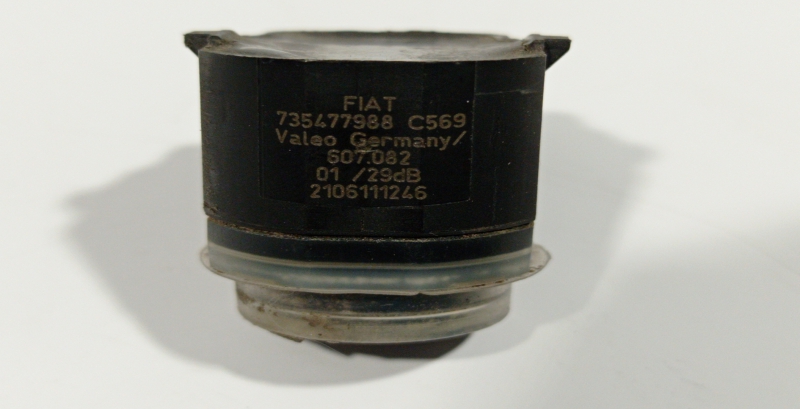 FIAT
735477988 C569
Valeo Germany/
607.082
01 /29dB
2106111246